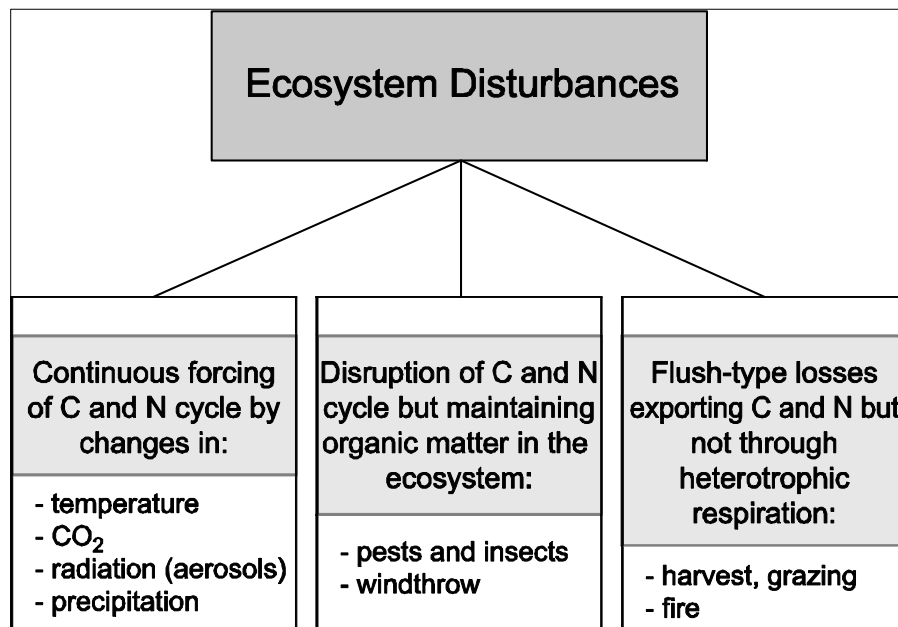 Ecosystem Disturbances
Continuous forcing
of C and N cycle by
changes in:
- temperature
- CO₂
- radiation (aerosols)
- precipitation
Disruption of C and N
cycle but maintaining
organic matter in the
ecosystem:
- pests and insects
- windthrow
Flush-type losses
exporting C and N but
not through
heterotrophic
respiration:
- harvest, grazing
- fire